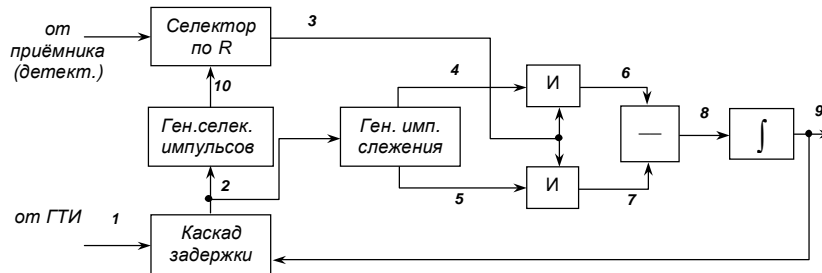 от
приёмника
(детект.)
Селектор
по R
3
10
4
И
6
Ген.селек.
импульсов
Ген. имп.
слежения
—
8
∫
9
2
5
И
7
от ГТИ
1
Каскад
задержки